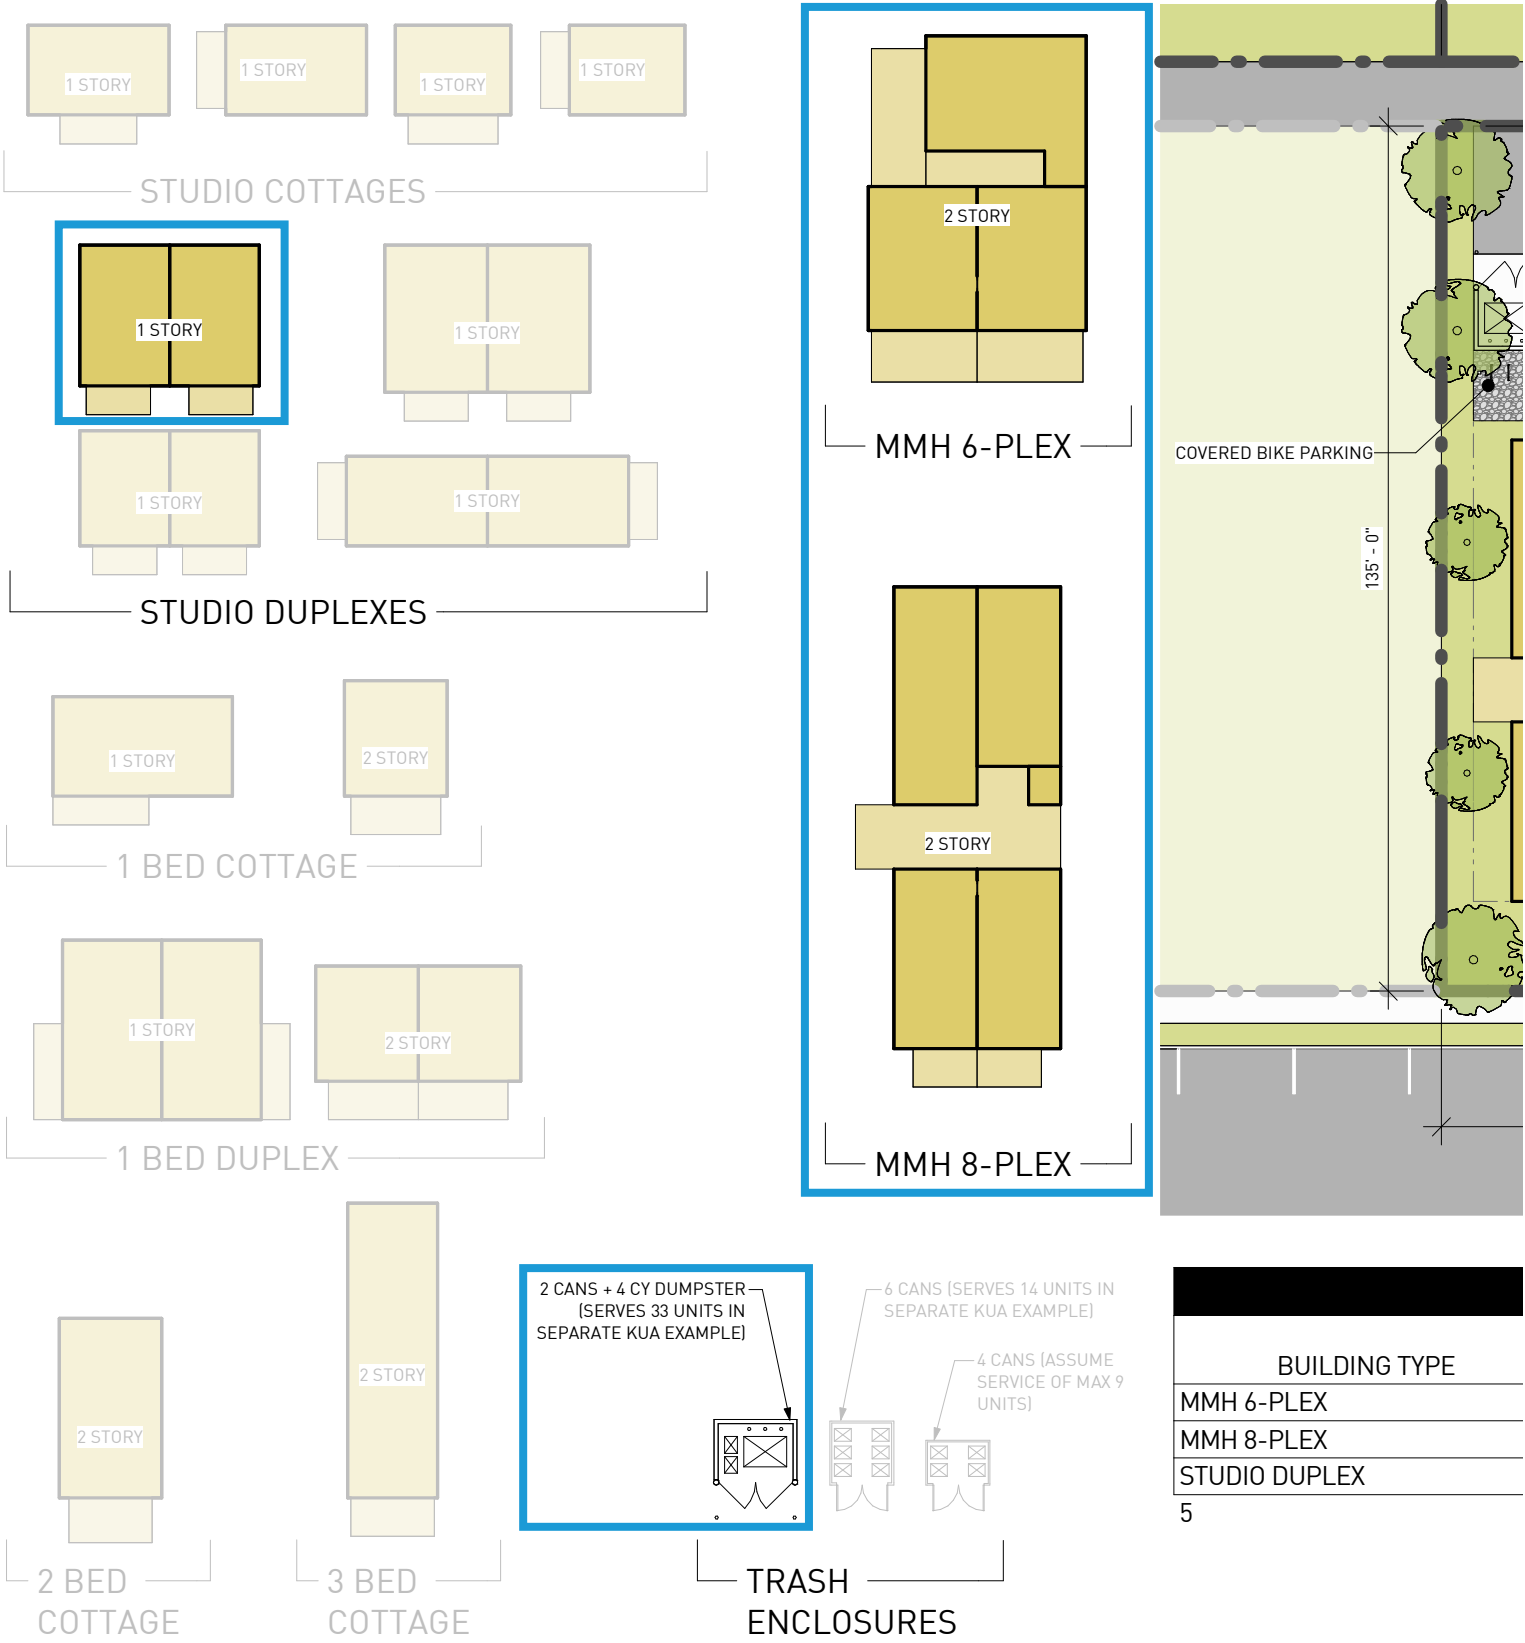 1 STORY
1 STORY
1 STORY
1 STORY
STUDIO COTTAGES
1 STORY
1 STORY
1 STORY
1 STORY
STUDIO DUPLEXES
1 STORY
2 STORY
1 BED COTTAGE
1 STORY
2 STORY
1 BED DUPLEX
2 STORY
2 STORY
2 BED
COTTAGE
3 BED
COTTAGE
2 STORY
MMH 6-PLEX
2 STORY
MMH 8-PLEX
2 CANS + 4 CY DUMPSTER
(SERVES 33 UNITS IN
SEPARATE KUA EXAMPLE)
6 CANS (SERVES 14 UNITS IN
SEPARATE KUA EXAMPLE)
4 CANS (ASSUME
SERVICE OF MAX 9
UNITS)
TRASH
ENCLOSURES
COVERED BIKE PARKING
135' - 0"
BUILDING TYPE
MMH 6-PLEX
MMH 8-PLEX
STUDIO DUPLEX
5